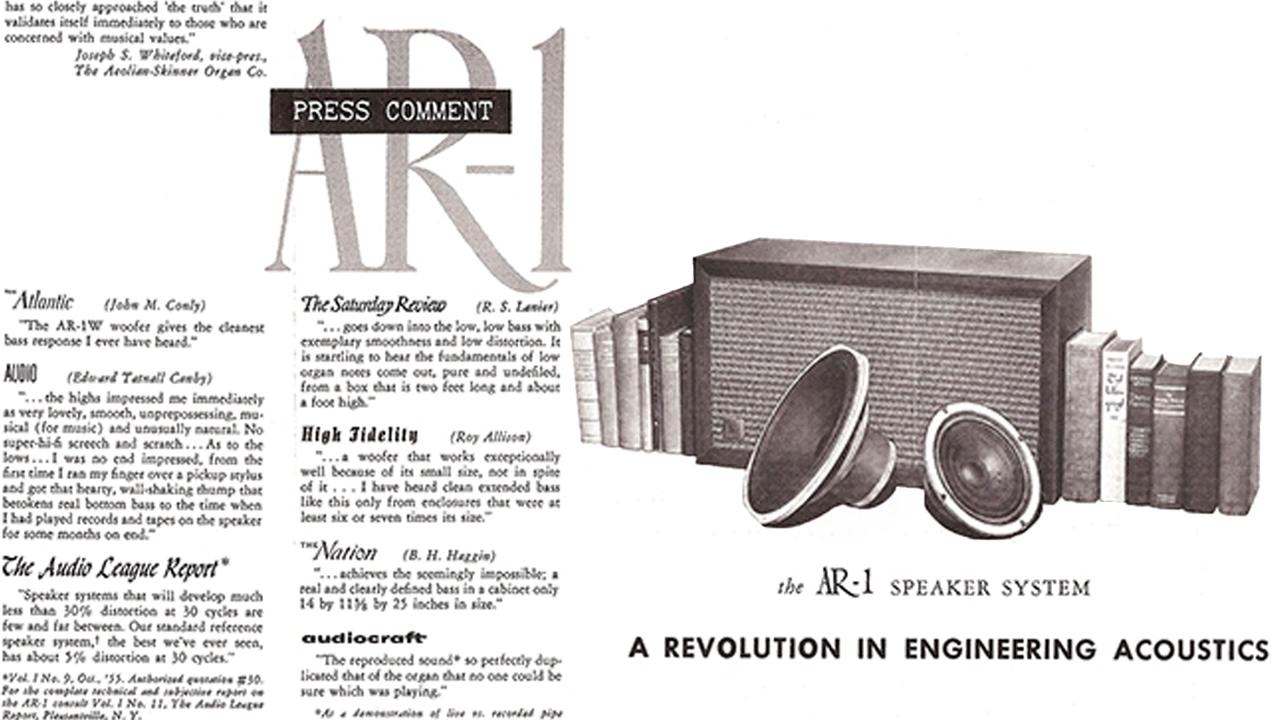 has so closely approached 'the truth' that it
validates itself immediately to those who are
concerned with musical values."
Joseph S. Whiteford, vice-pres.,
The Aeolian-Skinner Organ Co.
AR-1
PRESS COMMENT
THE Atlantic (John M. Conly)
"The AR-1W woofer gives the cleanest
bass response I ever have heard."
AUDIO (Edward Tatnall Canby)
"...the highs impressed me immediately
as very lovely, smooth, unprepossessing, mu-
sical (for music) and unusually natural. No
super-hi-fi screech and scratch... As to the
lows...I was no end impressed, from the
first time I ran my finger over a pickup stylus
and got that hearty, wall-shaking thump that
betokens real bottom bass to the time when
I had played records and tapes on the speaker
for some months on end."
The Audio League Report*
"Speaker systems that will develop much
less than 30% distortion at 30 cycles are
few and far between. Our standard reference
speaker system,† the best we've ever seen,
has about 5% distortion at 30 cycles."
*Vol. I No. 9, Oct., '55. Authorized quotation #30.
For the complete technical and subjective report on
the AR-1 consult Vol. I No. 11, The Audio League
Report, Pleasantville, N. Y.
The Saturday Review (R. S. Lanier)
"...goes down into the low, low bass with
exemplary smoothness and low distortion. It
is startling to hear the fundamentals of low
organ notes come out, pure and undefiled,
from a box that is two feet long and about
a foot high."
High Fidelity (Roy Allison)
"...a woofer that works exceptionally
well because of its small size, not in spite
of it . . . I have heard clean extended bass
like this only from enclosures that were at
least six or seven times its size."
THE Nation (B. H. Haggin)
"...achieves the seemingly impossible; a
real and clearly defined bass in a cabinet only
14 by 11⅜ by 25 inches in size."
audiocraft
"The reproduced sound* so perfectly dup-
licated that of the organ that no one could be
sure which was playing."
*At a demonstration of live vs. recorded pipe
the AR-1 SPEAKER SYSTEM
A REVOLUTION IN ENGINEERING ACOUSTICS